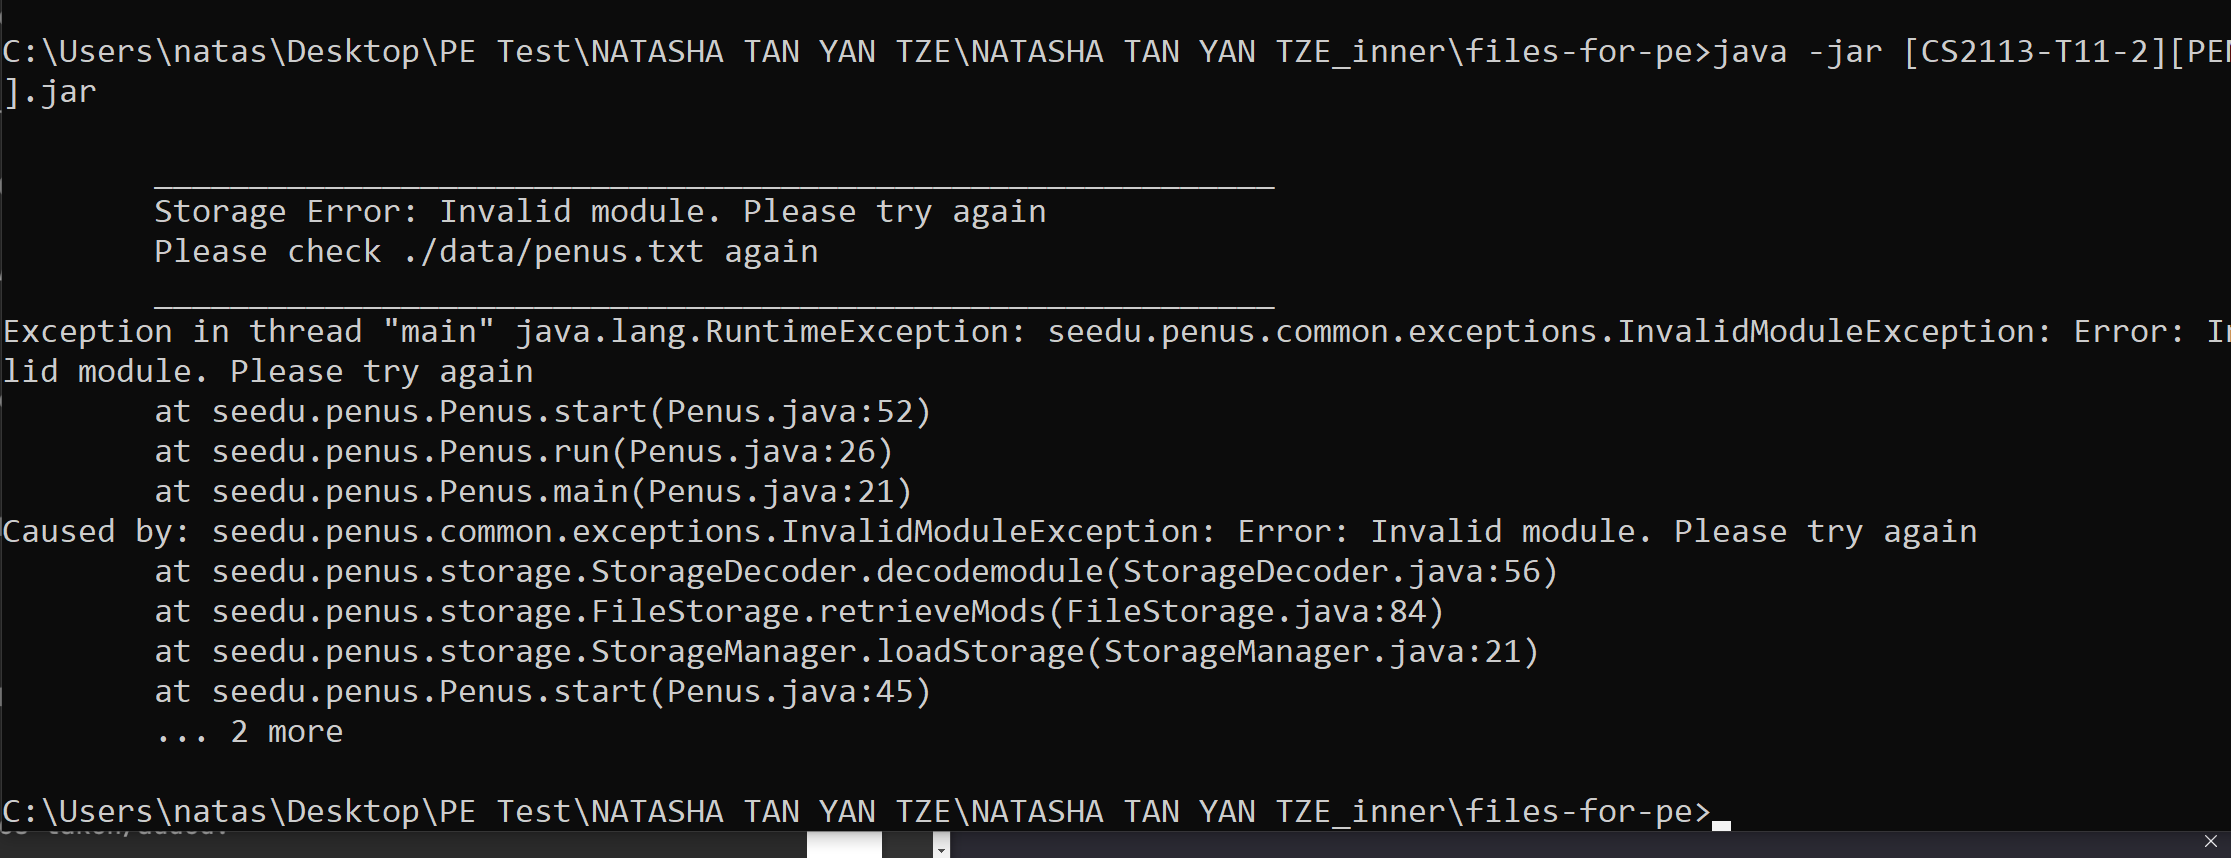 C:\Users\natas\Desktop\PE Test\NATASHA TAN YAN TZE\NATASHA TAN YAN TZE_inner\files-for-pe>java -jar [CS2113-T11-2][PEN
].jar
____________________________________________________________
Storage Error: Invalid module. Please try again
Please check ./data/penus.txt again
____________________________________________________________
Exception in thread "main" java.lang.RuntimeException: seedu.penus.common.exceptions.InvalidModuleException: Error: In
lid module. Please try again
at seedu.penus.Penus.start(Penus.java:52)
at seedu.penus.Penus.run(Penus.java:26)
at seedu.penus.Penus.main(Penus.java:21)
Caused by: seedu.penus.common.exceptions.InvalidModuleException: Error: Invalid module. Please try again
at seedu.penus.storage.StorageDecoder.decodemodule(StorageDecoder.java:56)
at seedu.penus.storage.FileStorage.retrieveMods(FileStorage.java:84)
at seedu.penus.storage.StorageManager.loadStorage(StorageManager.java:21)
at seedu.penus.Penus.start(Penus.java:45)
... 2 more
C:\Users\natas\Desktop\PE Test\NATASHA TAN YAN TZE\NATASHA TAN YAN TZE_inner\files-for-pe>